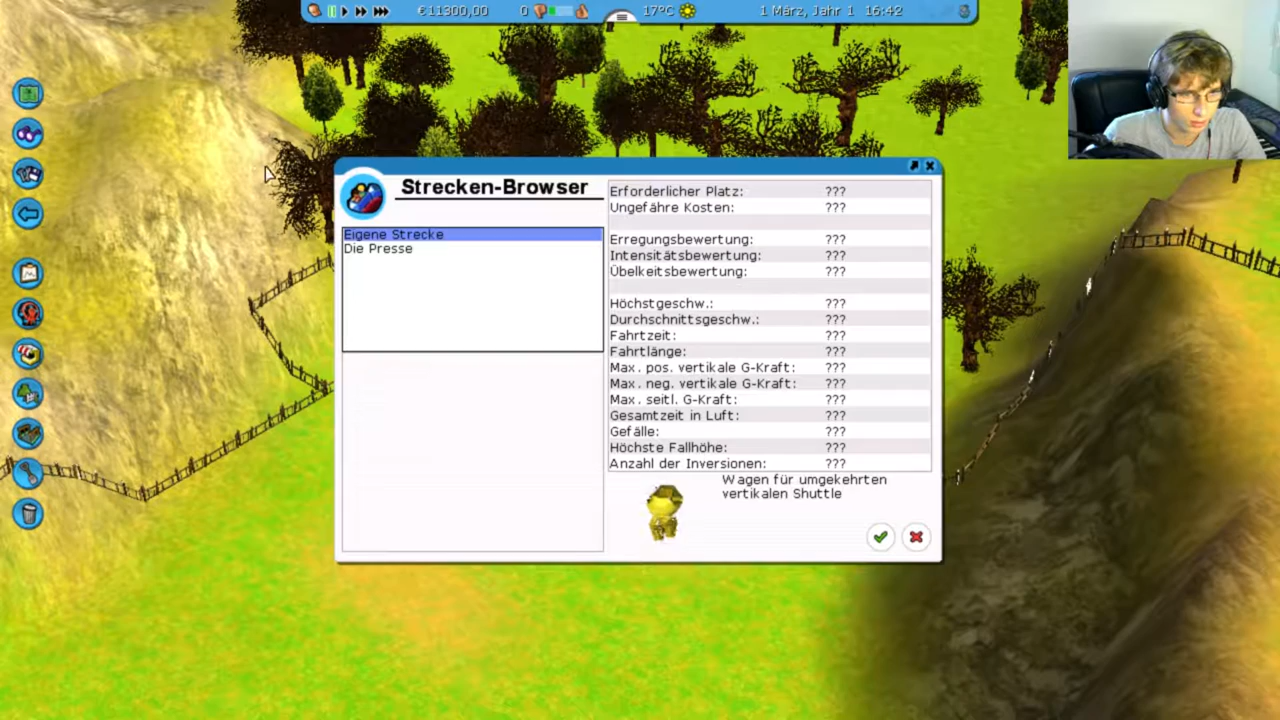 €11300,00 0 17°C 1 März, Jahr 1 16:42
Strecken-Browser
Eigene Strecke
Die Presse
Erforderlicher Platz: ???
Ungefähre Kosten: ???
Erregungsbewertung: ???
Intensitätsbewertung: ???
Übelkeitsbewertung: ???
Höchstgeschw.: ???
Durchschnittsgeschw.: ???
Fahrtzeit: ???
Fahrtlänge: ???
Max. pos. vertikale G-Kraft: ???
Max. neg. vertikale G-Kraft: ???
Max. seitl. G-Kraft: ???
Gesamtzeit in Luft: ???
Gefälle: ???
Höchste Fallhöhe: ???
Anzahl der Inversionen: ???
Wagen für umgekehrten
vertikalen Shuttle